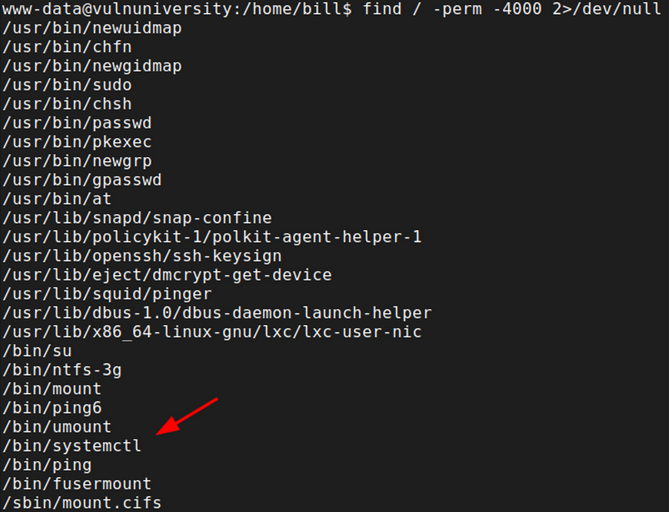 www-data@vulnuniversity:/home/bill$ find / -perm -4000 2>/dev/null
/usr/bin/newuidmap
/usr/bin/chfn
/usr/bin/newgidmap
/usr/bin/sudo
/usr/bin/chsh
/usr/bin/passwd
/usr/bin/pkexec
/usr/bin/newgrp
/usr/bin/gpasswd
/usr/bin/at
/usr/lib/snapd/snap-confine
/usr/lib/policykit-1/polkit-agent-helper-1
/usr/lib/openssh/ssh-keysign
/usr/lib/eject/dmcrypt-get-device
/usr/lib/squid/pinger
/usr/lib/dbus-1.0/dbus-daemon-launch-helper
/usr/lib/x86_64-linux-gnu/lxc/lxc-user-nic
/bin/su
/bin/ntfs-3g
/bin/mount
/bin/ping6
/bin/umount
/bin/systemctl
/bin/ping
/bin/fusermount
/sbin/mount.cifs